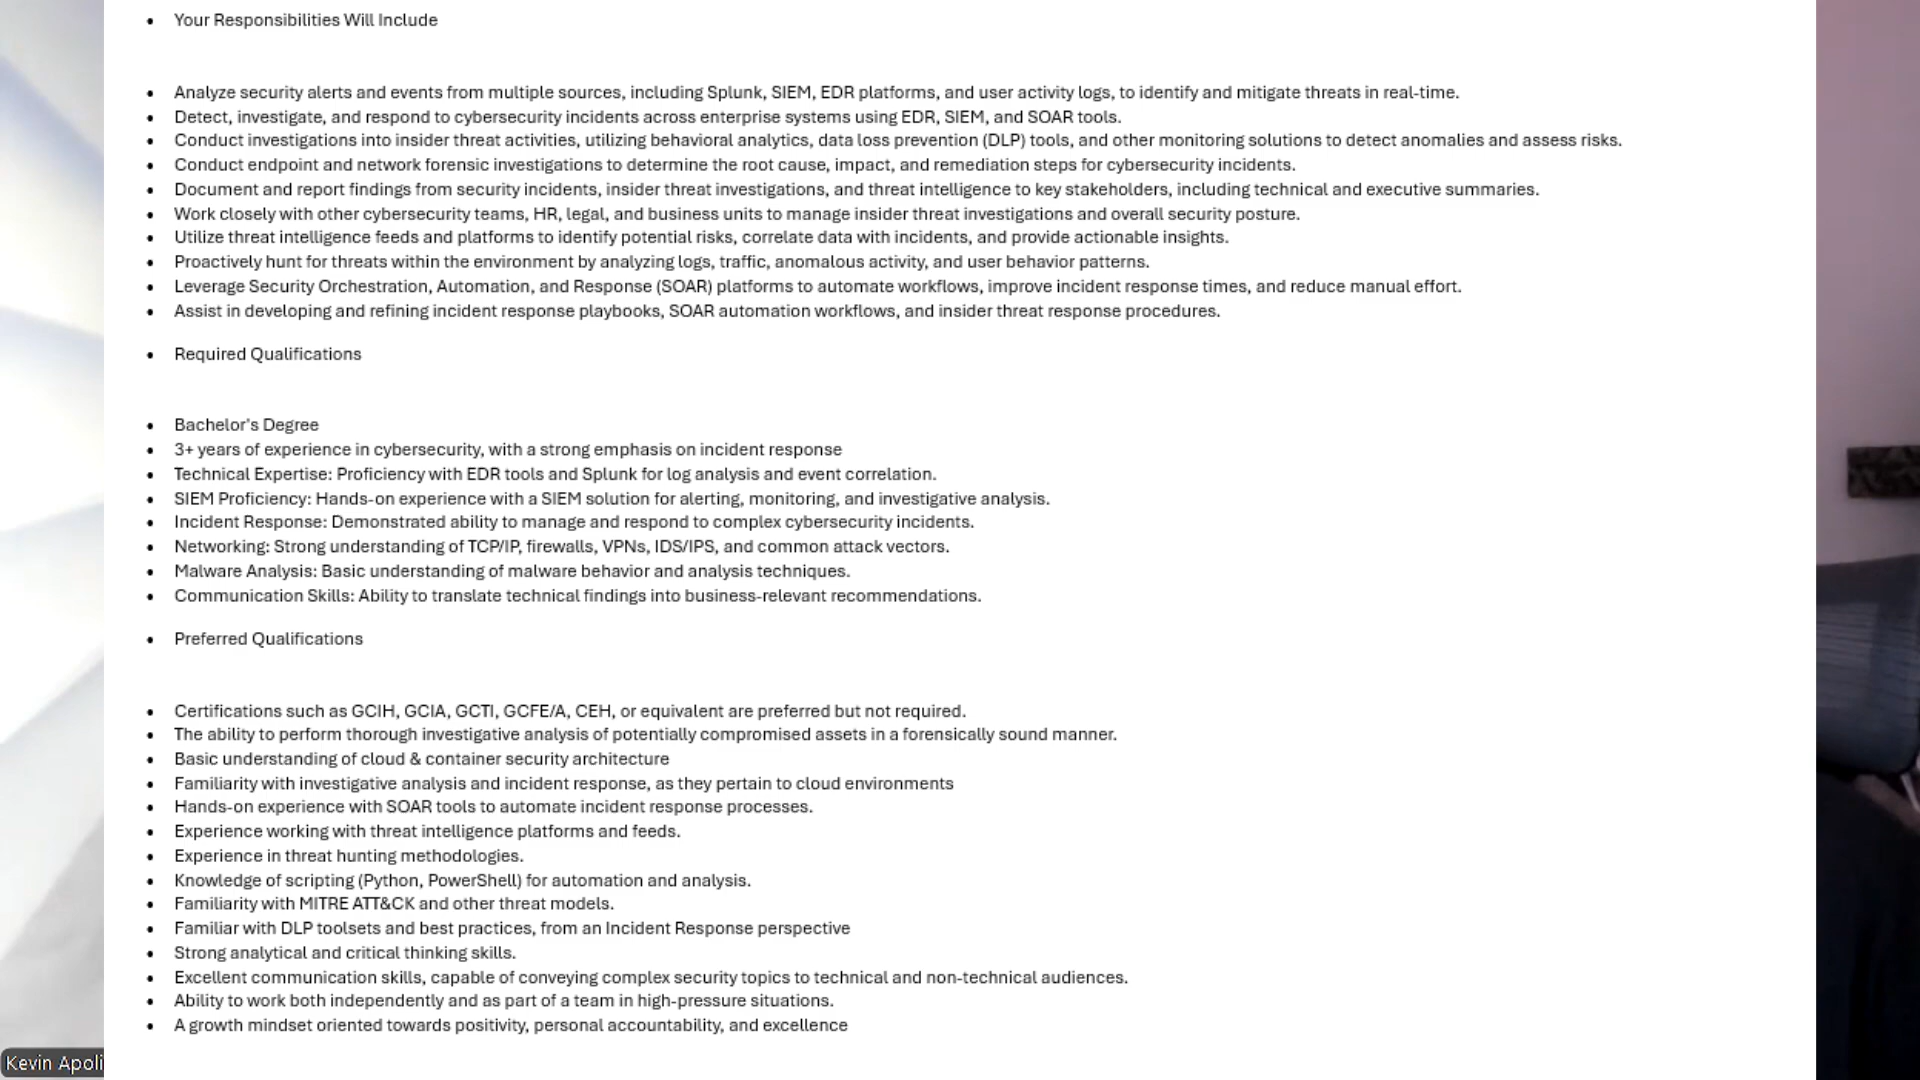 • Your Responsibilities Will Include
• Analyze security alerts and events from multiple sources, including Splunk, SIEM, EDR platforms, and user activity logs, to identify and mitigate threats in real-time.
• Detect, investigate, and respond to cybersecurity incidents across enterprise systems using EDR, SIEM, and SOAR tools.
• Conduct investigations into insider threat activities, utilizing behavioral analytics, data loss prevention (DLP) tools, and other monitoring solutions to detect anomalies and assess risks.
• Conduct endpoint and network forensic investigations to determine the root cause, impact, and remediation steps for cybersecurity incidents.
• Document and report findings from security incidents, insider threat investigations, and threat intelligence to key stakeholders, including technical and executive summaries.
• Work closely with other cybersecurity teams, HR, legal, and business units to manage insider threat investigations and overall security posture.
• Utilize threat intelligence feeds and platforms to identify potential risks, correlate data with incidents, and provide actionable insights.
• Proactively hunt for threats within the environment by analyzing logs, traffic, anomalous activity, and user behavior patterns.
• Leverage Security Orchestration, Automation, and Response (SOAR) platforms to automate workflows, improve incident response times, and reduce manual effort.
• Assist in developing and refining incident response playbooks, SOAR automation workflows, and insider threat response procedures.
• Required Qualifications
• Bachelor's Degree
• 3+ years of experience in cybersecurity, with a strong emphasis on incident response
• Technical Expertise: Proficiency with EDR tools and Splunk for log analysis and event correlation.
• SIEM Proficiency: Hands-on experience with a SIEM solution for alerting, monitoring, and investigative analysis.
• Incident Response: Demonstrated ability to manage and respond to complex cybersecurity incidents.
• Networking: Strong understanding of TCP/IP, firewalls, VPNs, IDS/IPS, and common attack vectors.
• Malware Analysis: Basic understanding of malware behavior and analysis techniques.
• Communication Skills: Ability to translate technical findings into business-relevant recommendations.
• Preferred Qualifications
• Certifications such as GCIH, GCIA, GCTI, GCFE/A, CEH, or equivalent are preferred but not required.
• The ability to perform thorough investigative analysis of potentially compromised assets in a forensically sound manner.
• Basic understanding of cloud & container security architecture
• Familiarity with investigative analysis and incident response, as they pertain to cloud environments
• Hands-on experience with SOAR tools to automate incident response processes.
• Experience working with threat intelligence platforms and feeds.
• Experience in threat hunting methodologies.
• Knowledge of scripting (Python, PowerShell) for automation and analysis.
• Familiarity with MITRE ATT&CK and other threat models.
• Familiar with DLP toolsets and best practices, from an Incident Response perspective
• Strong analytical and critical thinking skills.
• Excellent communication skills, capable of conveying complex security topics to technical and non-technical audiences.
• Ability to work both independently and as part of a team in high-pressure situations.
• A growth mindset oriented towards positivity, personal accountability, and excellence
Kevin Apoli